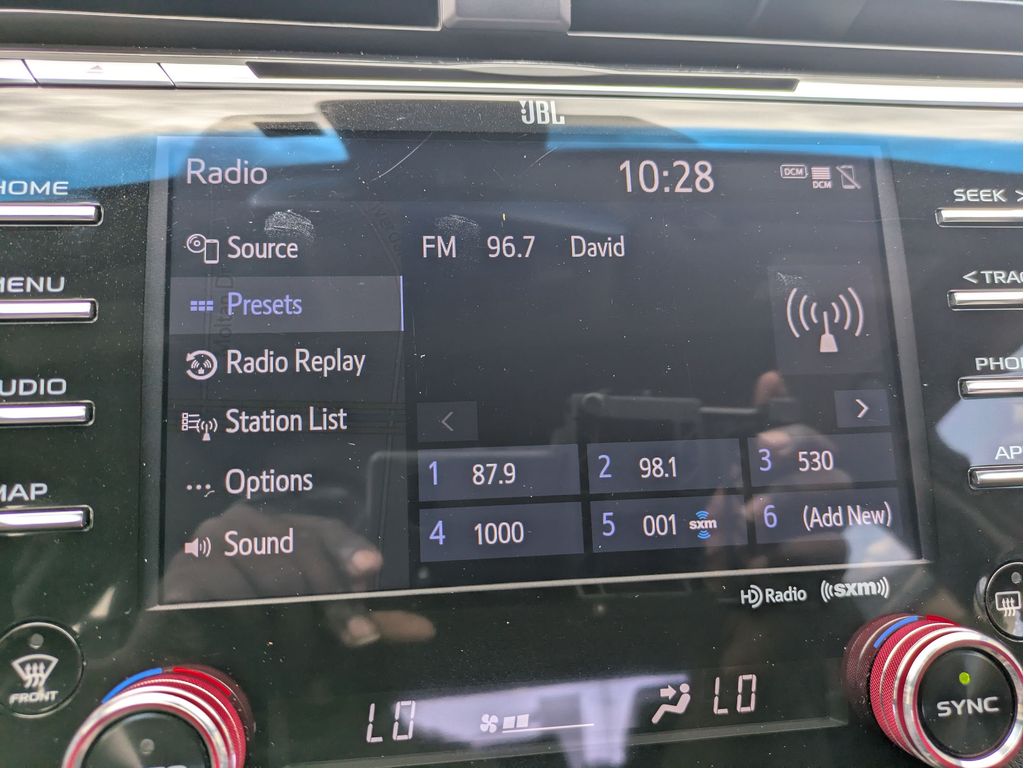 JBL
Radio 10:28 DCM DCM
HOME
SEEK >
Source
FM 96.7 David
MENU
< TRAC
Presets
UDIO
Radio Replay
PHO
Station List
<
>
1 87.9
2 98.1
3 530
MAP
Options
AP
4 1000
5 001 sxm
6 (Add New)
Sound
HD Radio ((sxm))
FRONT
LO
LO
SYNC